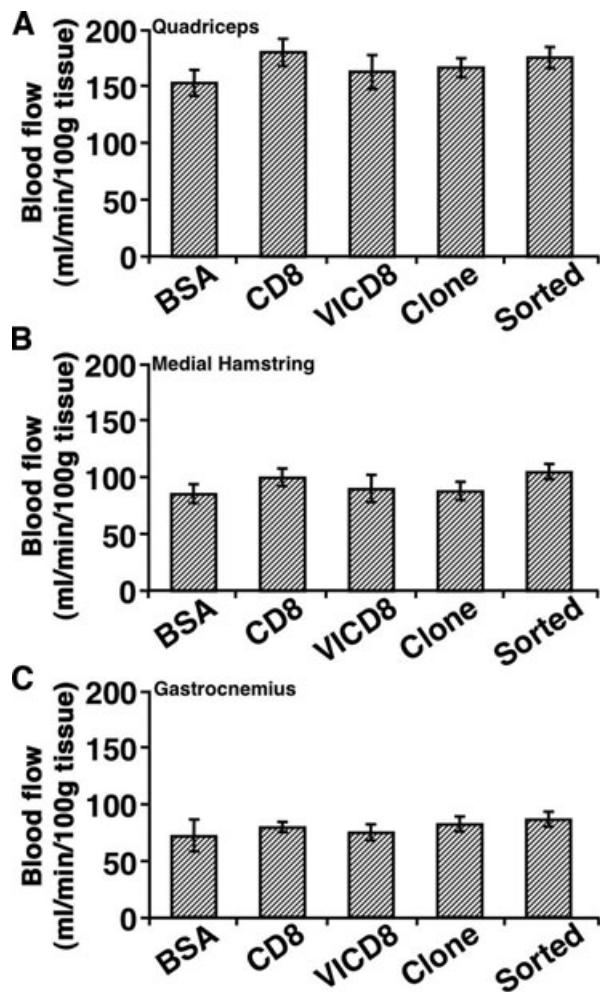 A
Quadriceps
Blood flow
(ml/min/100g tissue)
200
150
100
50
0
BSA CD8 VICD8 Clone Sorted
B
Medial Hamstring
Blood flow
(ml/min/100g tissue)
200
150
100
50
0
BSA CD8 VICD8 Clone Sorted
C
Gastrocnemius
Blood flow
(ml/min/100g tissue)
200
150
100
50
0
BSA CD8 VICD8 Clone Sorted